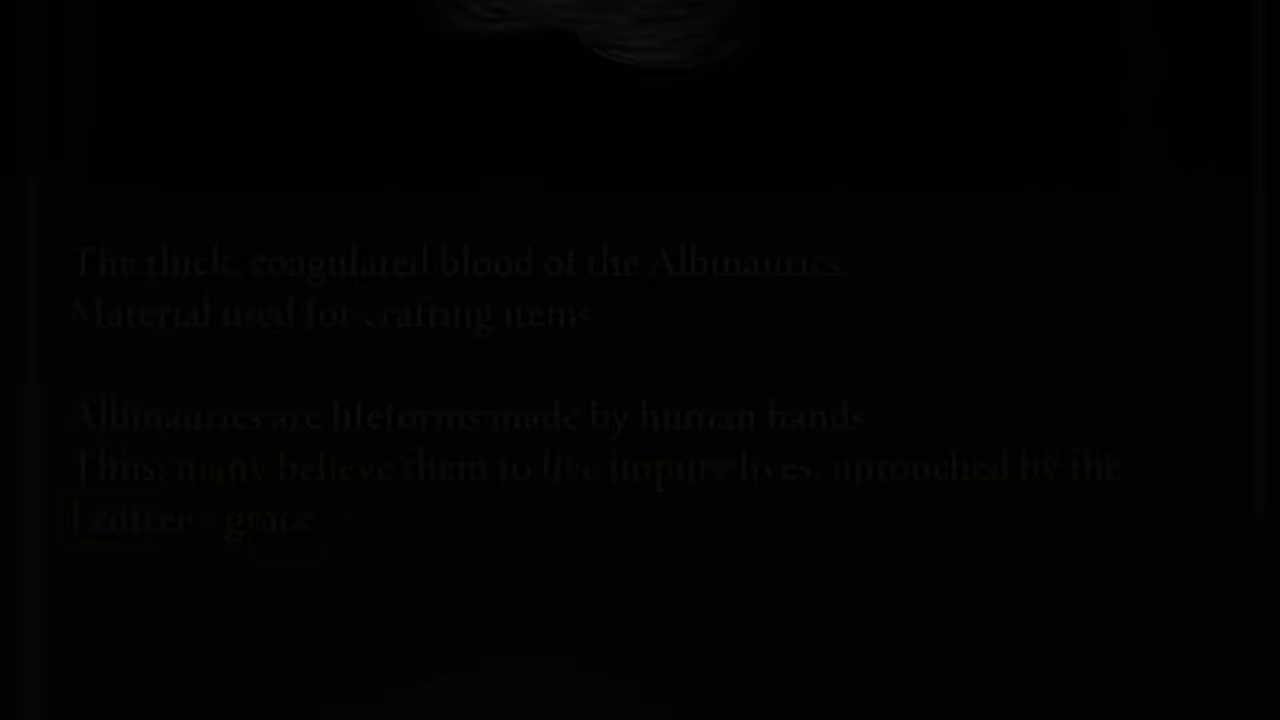 The thick, coagulated blood of the Albinaurics.
Material used for crafting items.
Albinaurics are lifeforms made by human hands.
Thus, many believe them to live impure lives, untouched by the
Erdtree's grace.